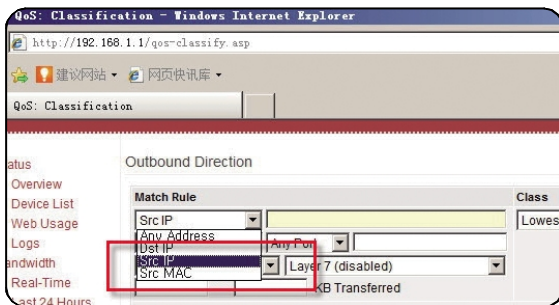 QoS: Classification - Windows Internet Explorer
http://192.168.1.1/qos-classify.asp
建议网站 网页快讯库
QoS: Classification
atus
Overview
Device List
Web Usage
Logs
andwidth
Real-Time
Last 24 Hours
Outbound Direction
Match Rule Class
Src IP Lowes
Any Address
Dst IP Any Port
Src IP Layer 7 (disabled)
Src MAC
KB Transferred